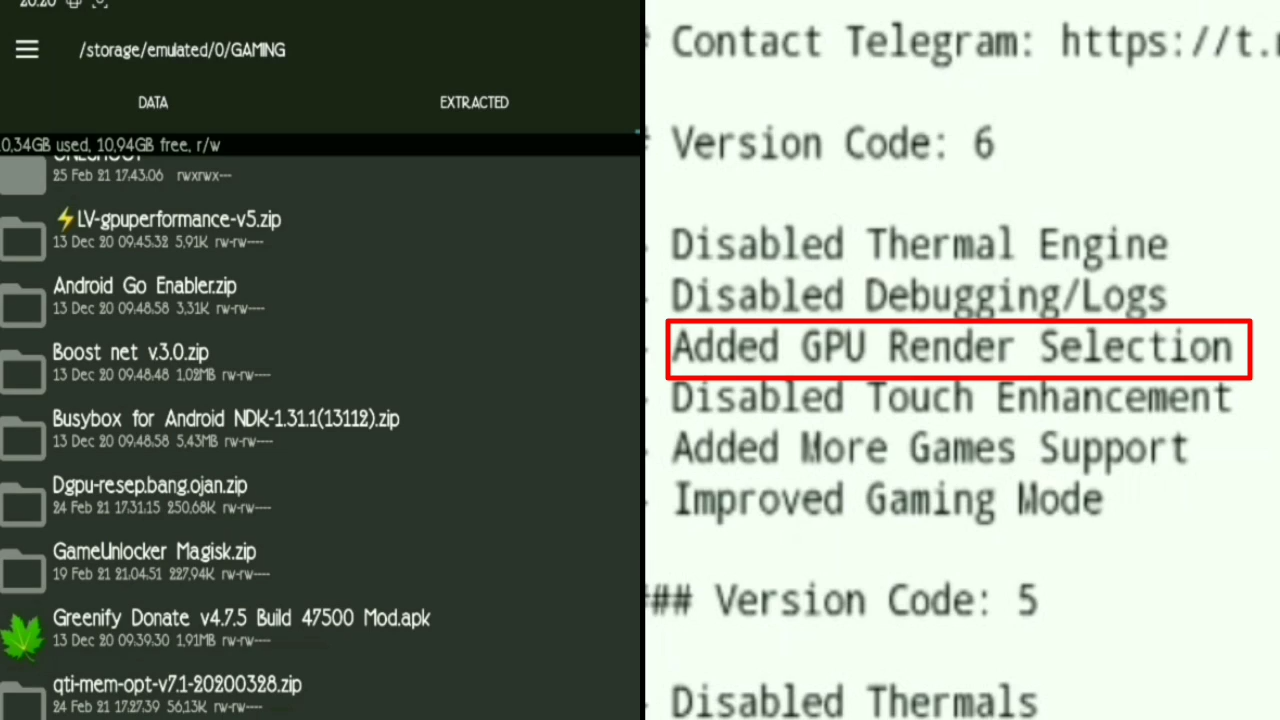 20.20
/storage/emulated/0/GAMING
DATA
EXTRACTED
0,34GB used, 10,94GB free, r/w
25 Feb 21 17.43.06 rwxrwx---
⚡LV-gpuperformance-v5.zip
13 Dec 20 09.45.32 5,91K rw-rw----
Android Go Enabler.zip
13 Dec 20 09.48.58 3,31K rw-rw----
Boost net v.3.0.zip
13 Dec 20 09.48.48 1,02MB rw-rw----
Busybox for Android NDK-1.31.1(13112).zip
13 Dec 20 09.48.58 5,43MB rw-rw----
Dgpu-resep.bang.ojan.zip
24 Feb 21 17.31.15 250,68K rw-rw----
GameUnlocker Magisk.zip
19 Feb 21 21.04.51 227,94K rw-rw----
Greenify Donate v4.7.5 Build 47500 Mod.apk
13 Dec 20 09.39.30 1,91MB rw-rw----
qti-mem-opt-v7.1-20200328.zip
24 Feb 21 17.27.39 56,13K rw-rw----
# Contact Telegram: https://t.
# Version Code: 6
- Disabled Thermal Engine
- Disabled Debugging/Logs
- Added GPU Render Selection
- Disabled Touch Enhancement
- Added More Games Support
- Improved Gaming Mode
### Version Code: 5
- Disabled Thermals